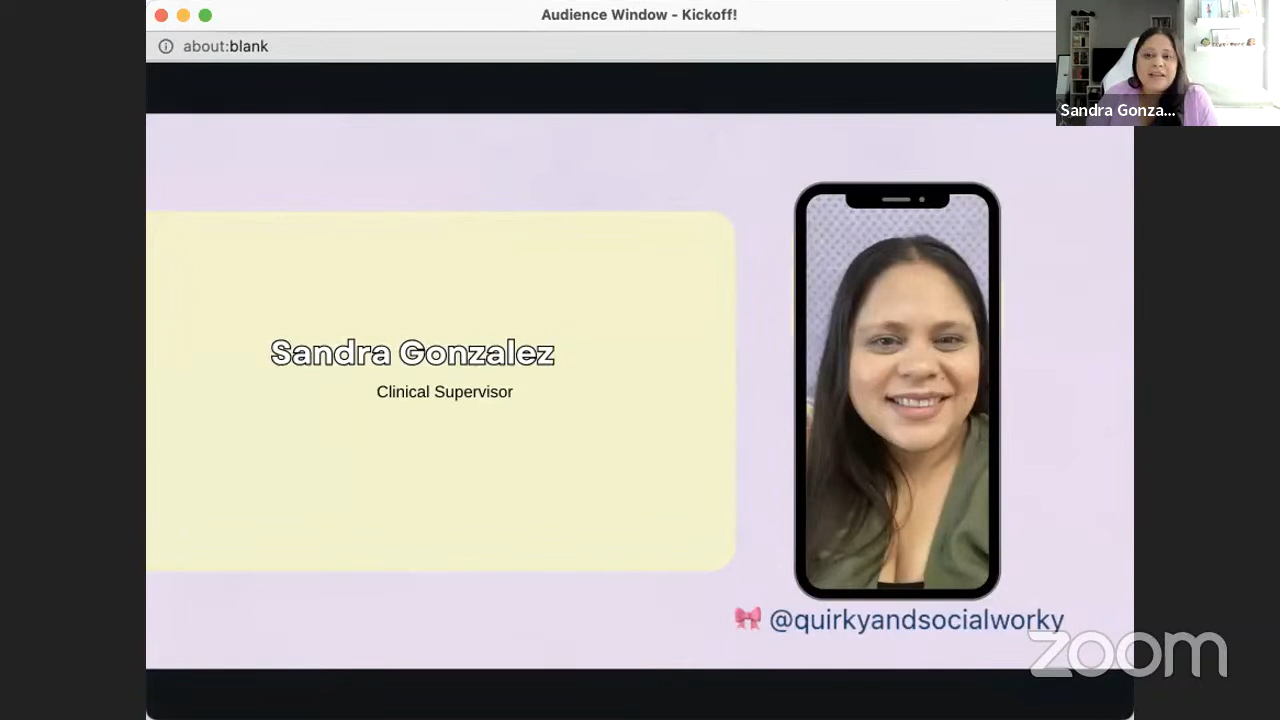 Audience Window - Kickoff!
about:blank
Sandra Gonza...
Sandra Gonzalez
Clinical Supervisor
@quirkyandsocialworky
zoom